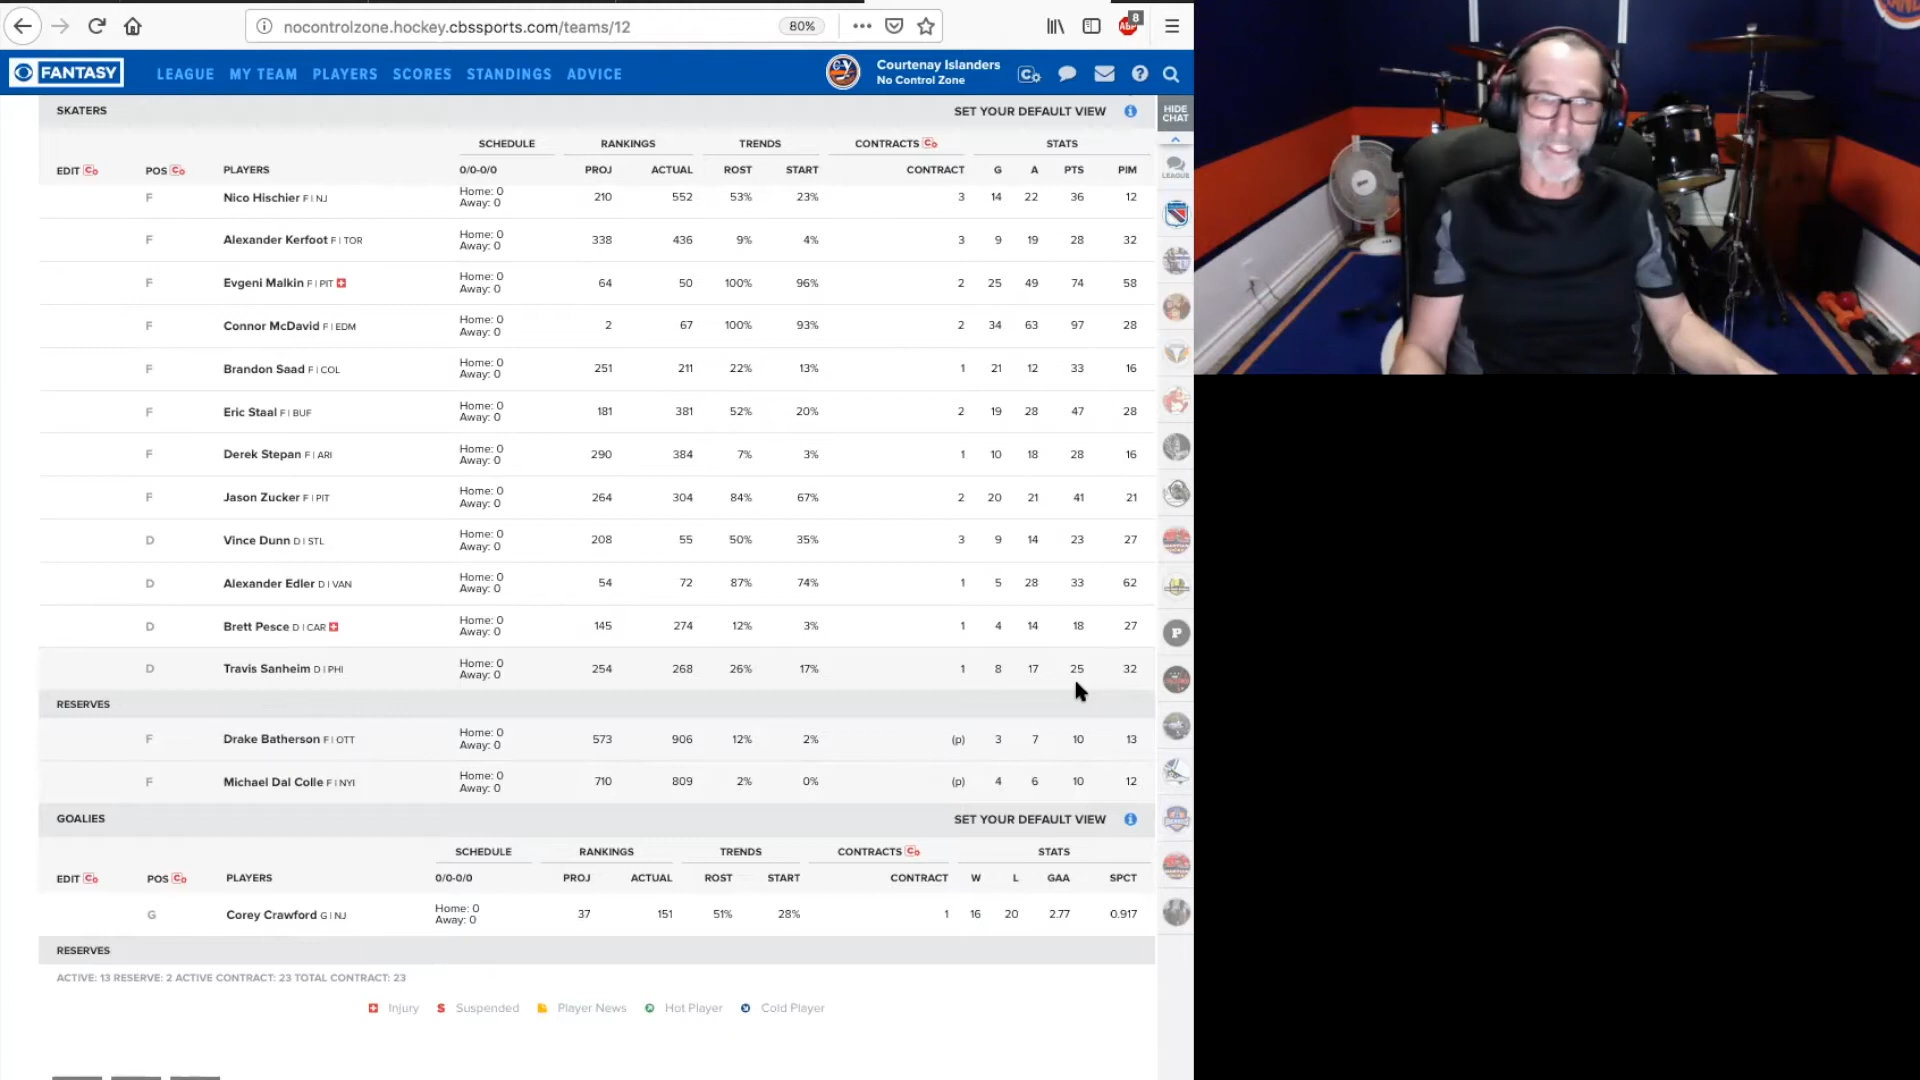 nocontrolzone.hockey.cbssports.com/teams/12
80%
ABP
8
FANTASY
LEAGUE MY TEAM PLAYERS SCORES STANDINGS ADVICE
Courtenay Islanders
No Control Zone
SKATERS
SET YOUR DEFAULT VIEW
HIDE
CHAT
LEAGUE
SCHEDULE RANKINGS TRENDS CONTRACTS STATS
EDIT POS PLAYERS 0/0-0/0 PROJ ACTUAL ROST START CONTRACT G A PTS PIM
F Nico Hischier F | NJ Home: 0 Away: 0 210 552 53% 23% 3 14 22 36 12
F Alexander Kerfoot F | TOR Home: 0 Away: 0 338 436 9% 4% 3 9 19 28 32
F Evgeni Malkin F | PIT Home: 0 Away: 0 64 50 100% 96% 2 25 49 74 58
F Connor McDavid F | EDM Home: 0 Away: 0 2 67 100% 93% 2 34 63 97 28
F Brandon Saad F | COL Home: 0 Away: 0 251 211 22% 13% 1 21 12 33 16
F Eric Staal F | BUF Home: 0 Away: 0 181 381 52% 20% 2 19 28 47 28
F Derek Stepan F | ARI Home: 0 Away: 0 290 384 7% 3% 1 10 18 28 16
F Jason Zucker F | PIT Home: 0 Away: 0 264 304 84% 67% 2 20 21 41 21
D Vince Dunn D | STL Home: 0 Away: 0 208 55 50% 35% 3 9 14 23 27
D Alexander Edler D | VAN Home: 0 Away: 0 54 72 87% 74% 1 5 28 33 62
D Brett Pesce D | CAR Home: 0 Away: 0 145 274 12% 3% 1 4 14 18 27
D Travis Sanheim D | PHI Home: 0 Away: 0 254 268 26% 17% 1 8 17 25 32
RESERVES
F Drake Batherson F | OTT Home: 0 Away: 0 573 906 12% 2% (p) 3 7 10 13
F Michael Dal Colle F | NYI Home: 0 Away: 0 710 809 2% 0% (p) 4 6 10 12
GOALIES
SET YOUR DEFAULT VIEW
SCHEDULE RANKINGS TRENDS CONTRACTS STATS
EDIT POS PLAYERS 0/0-0/0 PROJ ACTUAL ROST START CONTRACT W L GAA SPCT
G Corey Crawford G | NJ Home: 0 Away: 0 37 151 51% 28% 1 16 20 2.77 0.917
RESERVES
ACTIVE: 13 RESERVE: 2 ACTIVE CONTRACT: 23 TOTAL CONTRACT: 23
Injury S Suspended Player News Hot Player Cold Player
P